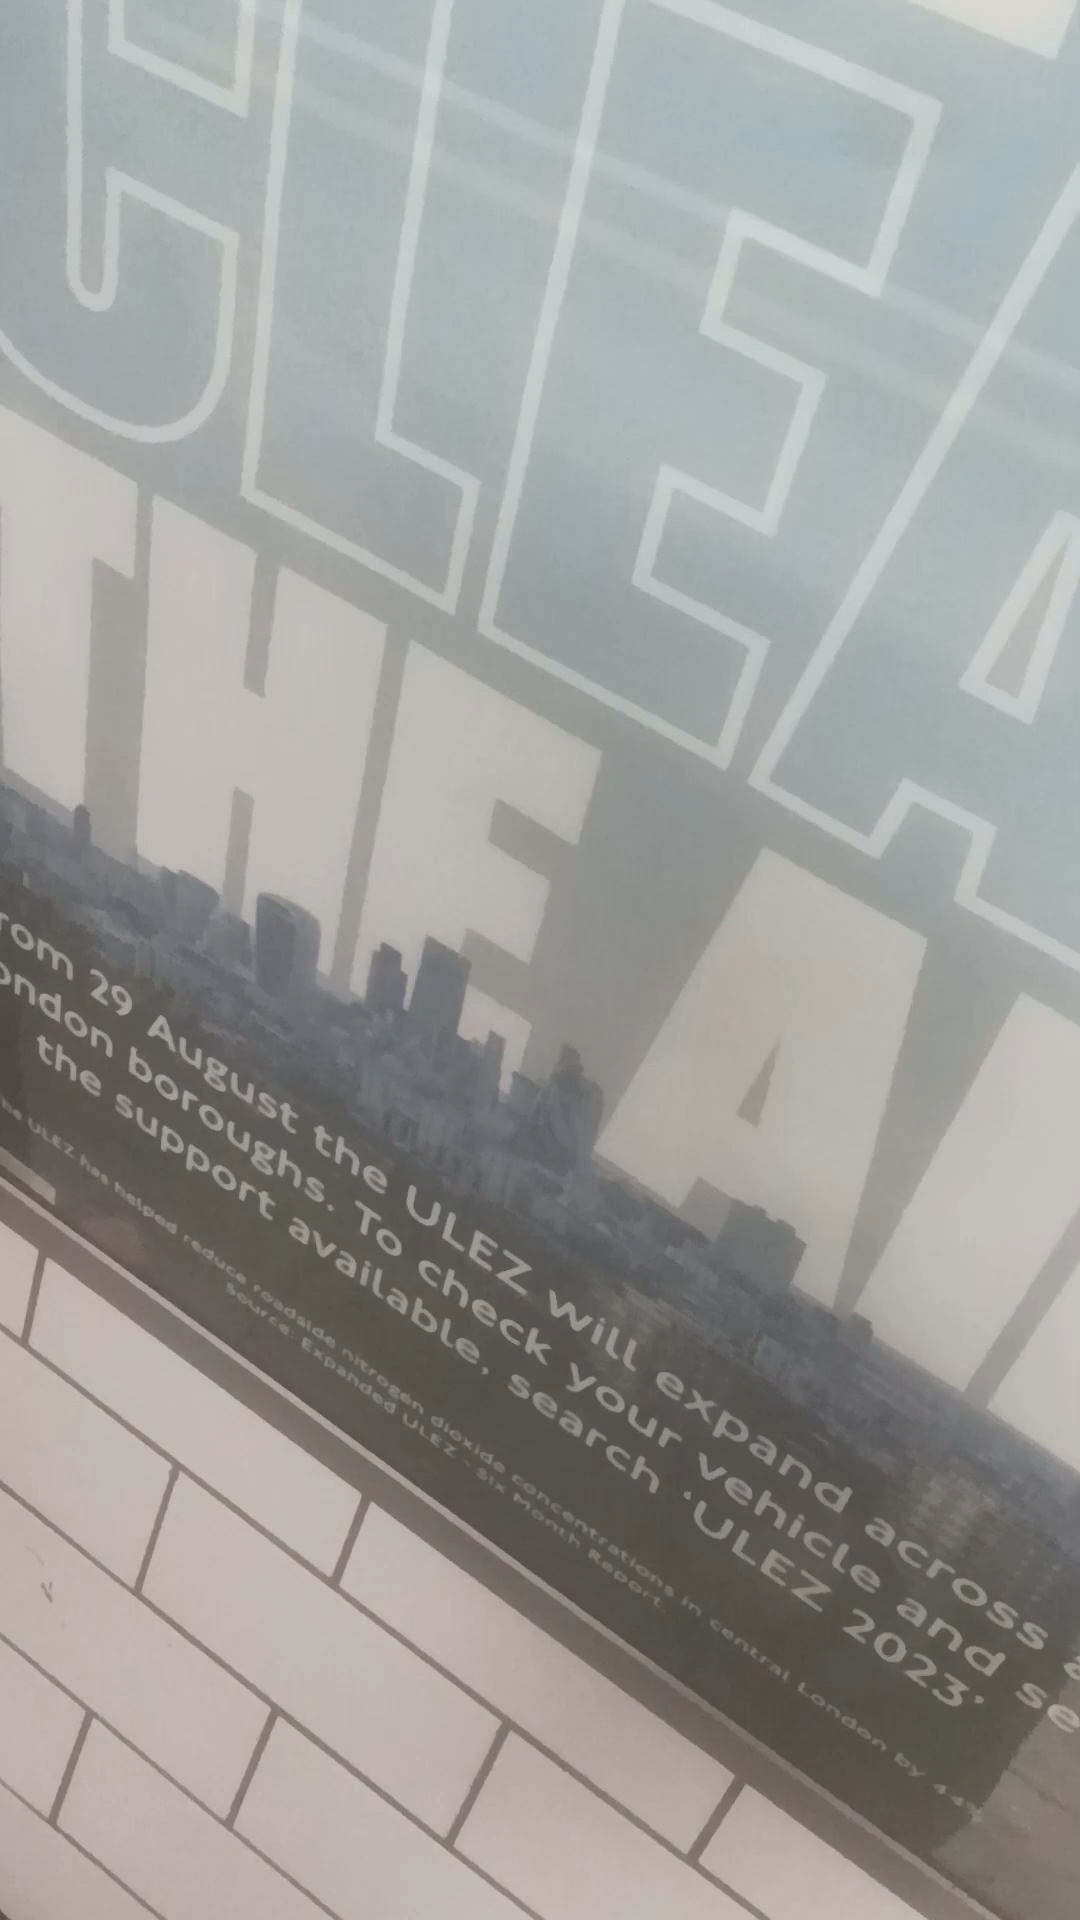 CLEA
THE AI
rom 29 August the ULEZ will expand across a
ondon boroughs. To check your vehicle and se
the support available, search ‘ULEZ 2023’
he ULEZ has helped reduce roadside nitrogen dioxide concentrations in central London by 44%
Source: Expanded ULEZ - Six Month Report.